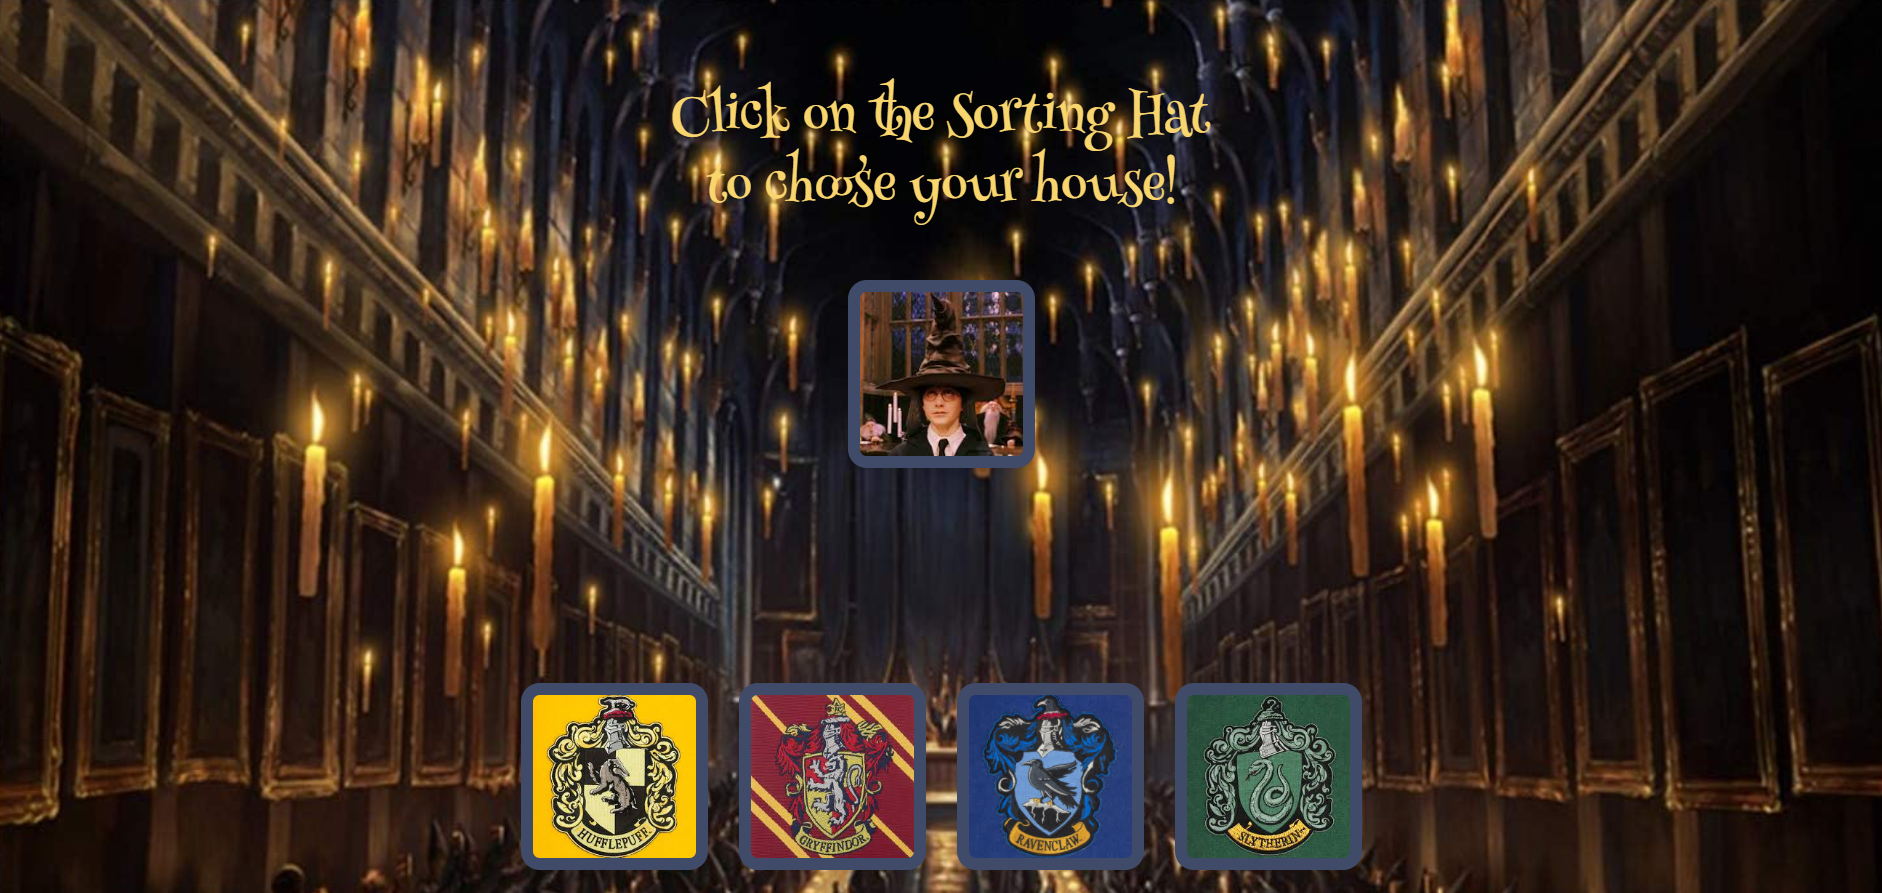 Click on the Sorting Hat
to choose your house!
HUFFLEPUFF
GRYFFINDOR
RAVENCLAW
SLYTHERIN